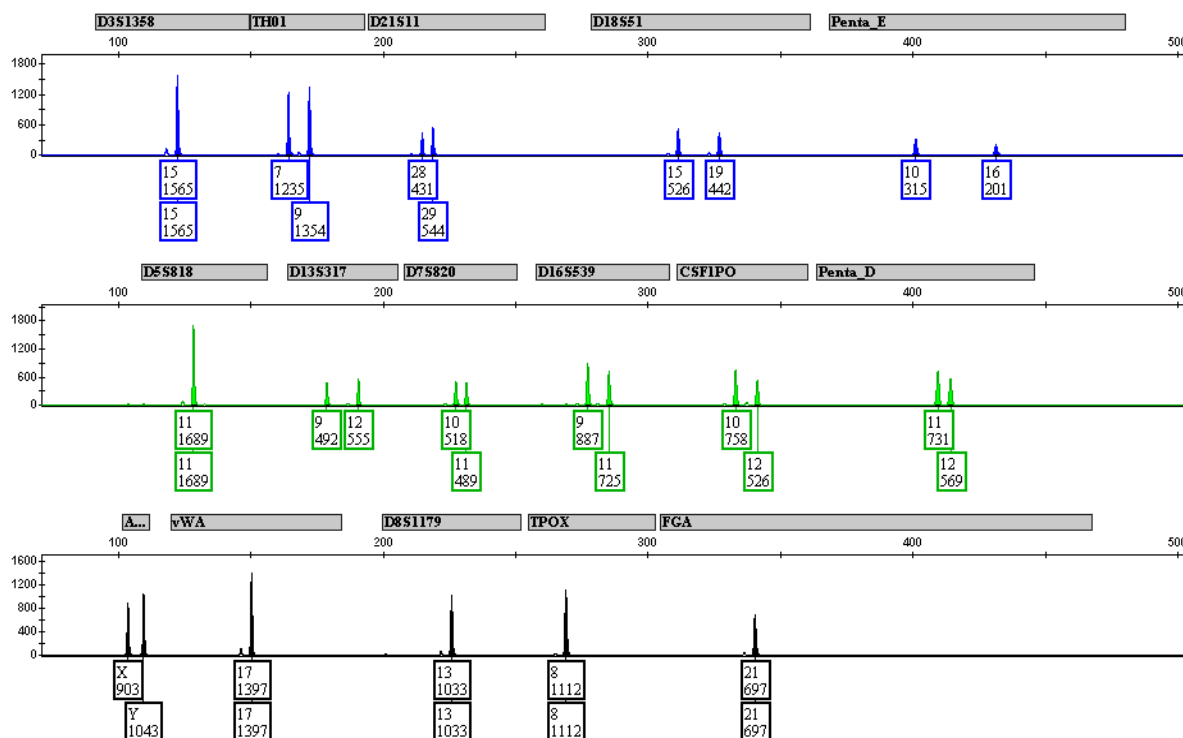 D3S1358 TH01 D21S11 D18S51 Penta_E
100 200 300 400 500
1800
1200
600
0
15 7 28 15 19 10 16
1565 1235 431 526 442 315 201
15 9 29
1565 1354 544
D5S818 D13S317 D7S820 D16S539 CSF1PO Penta_D
100 200 300 400 500
1800
1200
600
0
11 9 12 10 9 10 11
1689 492 555 518 887 758 731
11 11 11 12 12
1689 489 725 526 569
A... vWA D8S1179 TPOX FGA
100 200 300 400 500
1600
1200
800
400
0
X 17 13 8 21
903 1397 1033 1112 697
Y 17 13 8 21
1043 1397 1033 1112 697